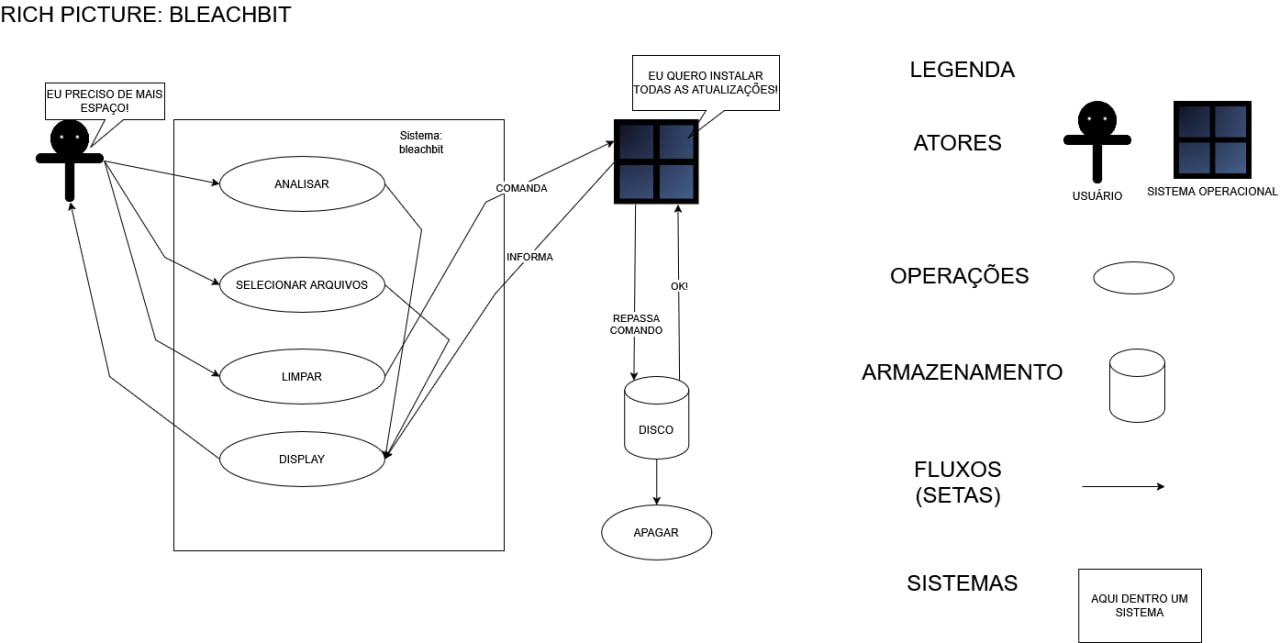 RICH PICTURE: BLEACHBIT
EU PRECISO DE MAIS
ESPAÇO!
EU QUERO INSTALAR
TODAS AS ATUALIZAÇÕES!
Sistema:
bleachbit
ANALISAR
SELECIONAR ARQUIVOS
LIMPAR
DISPLAY
COMANDA
INFORMA
REPASSA
COMANDO
OK!
DISCO
APAGAR
LEGENDA
ATORES
USUÁRIO
SISTEMA OPERACIONAL
OPERAÇÕES
ARMAZENAMENTO
FLUXOS
(SETAS)
SISTEMAS
AQUI DENTRO UM
SISTEMA